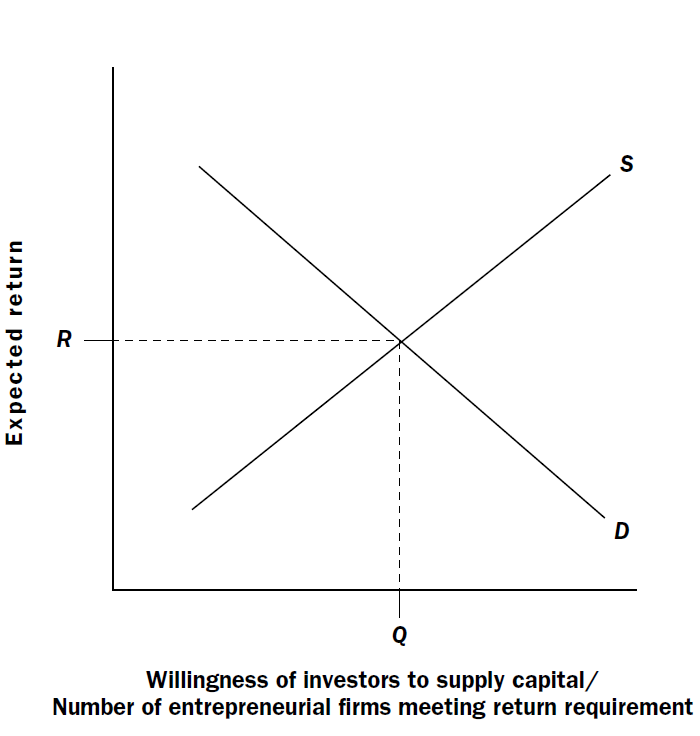 S
Expected return
R
D
Q
Willingness of investors to supply capital/
Number of entrepreneurial firms meeting return requirement